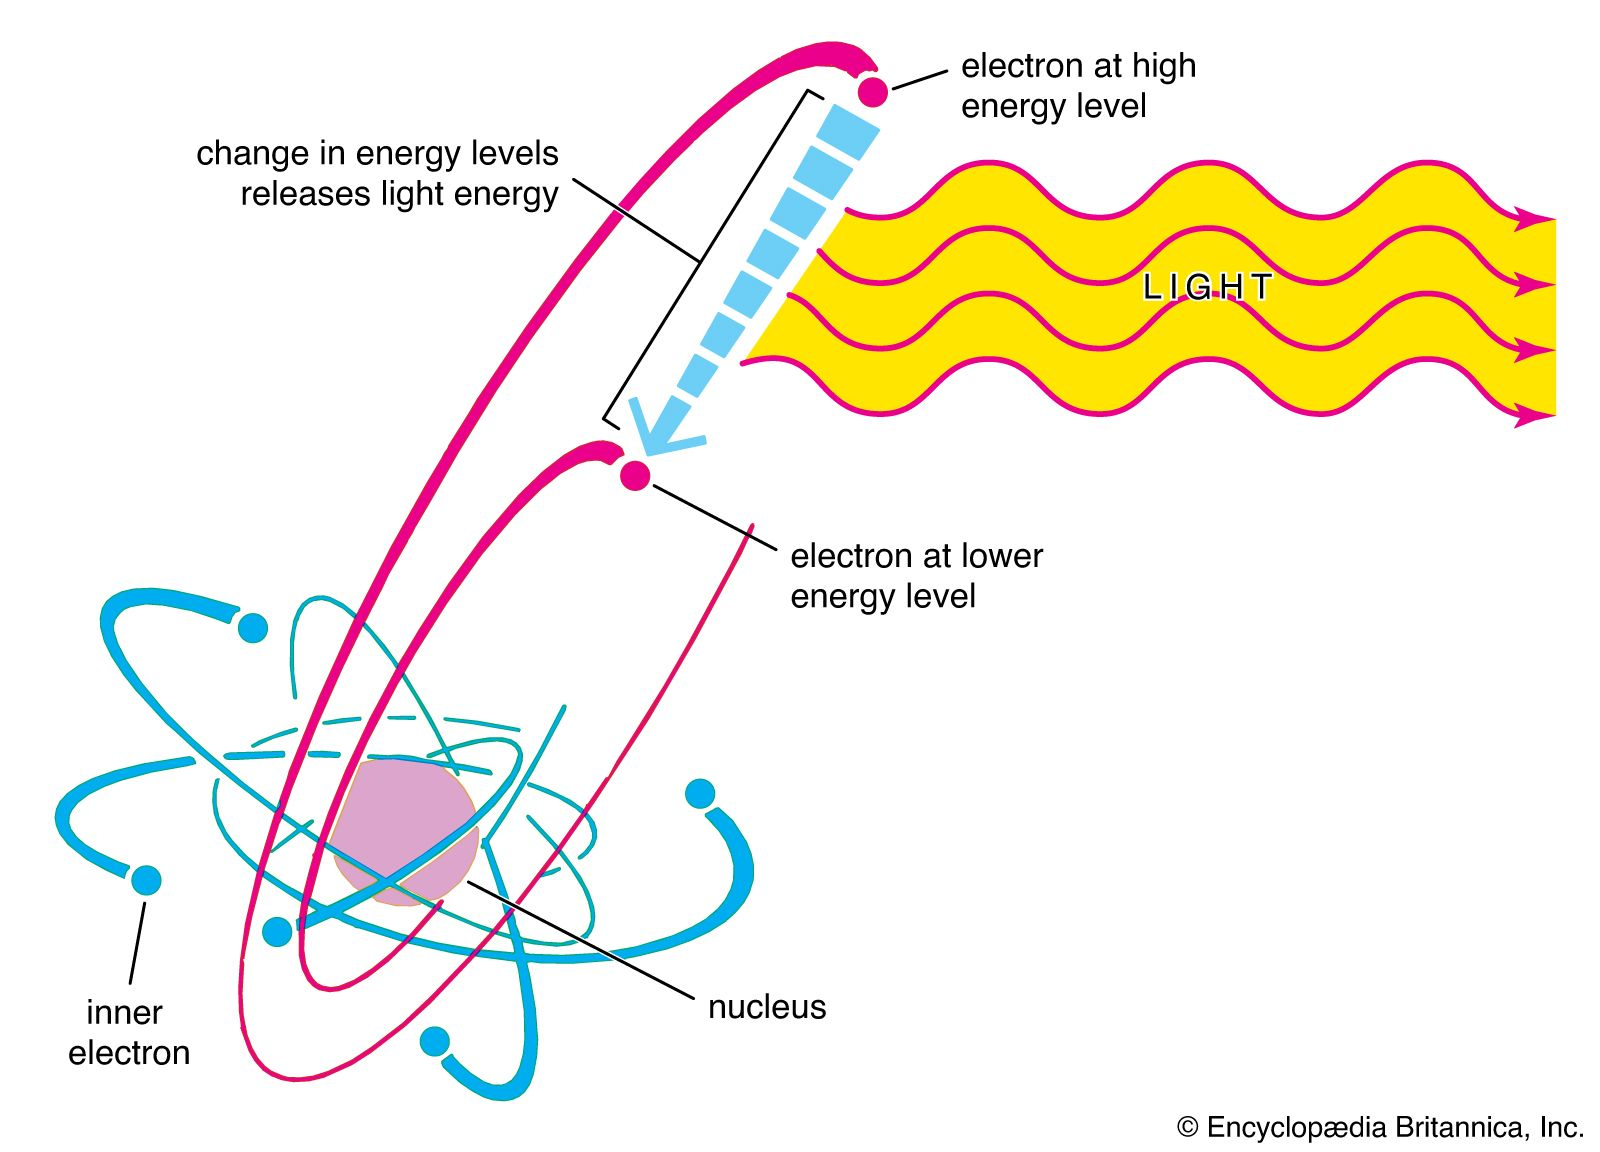 electron at high
energy level
change in energy levels
releases light energy
LIGHT
electron at lower
energy level
nucleus
inner
electron
© Encyclopædia Britannica, Inc.